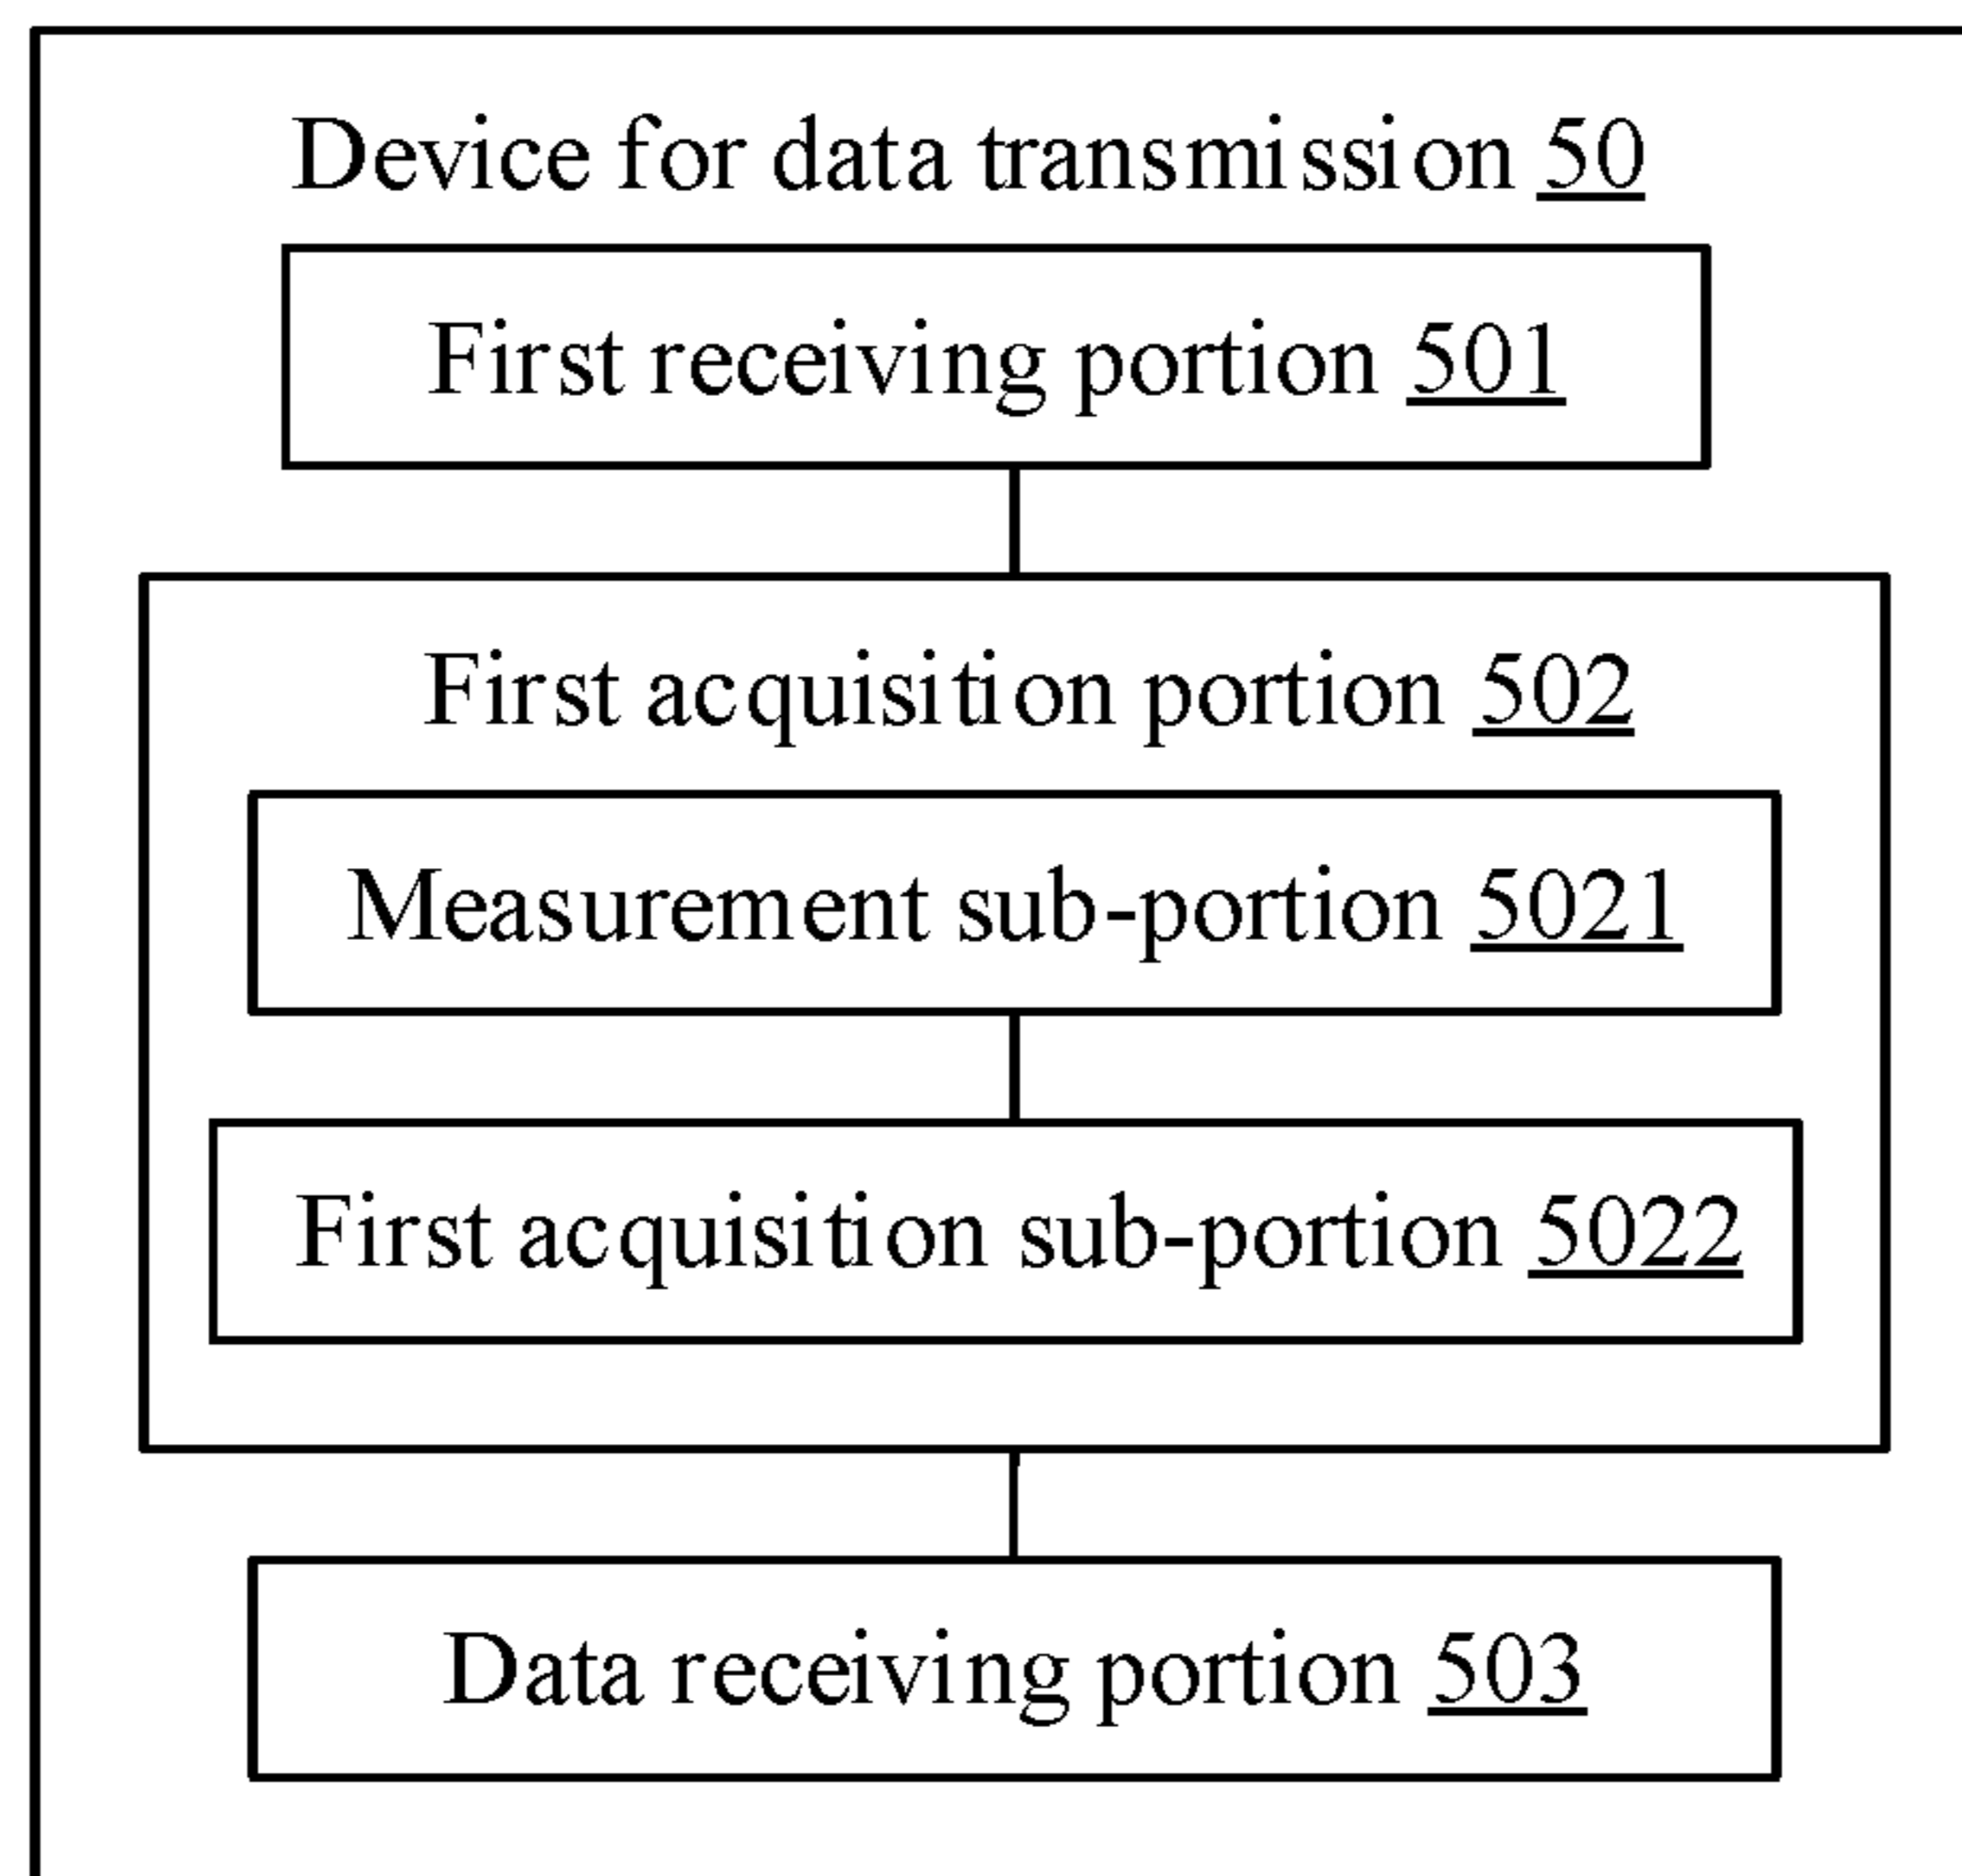 Device for data transmission 50
First receiving portion 501
First acquisition portion 502
Measurement sub-portion 5021
First acquisition sub-portion 5022
Data receiving portion 503